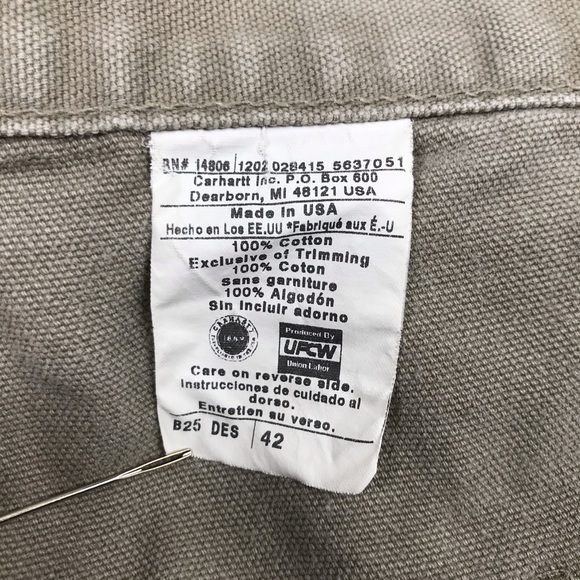 RN# 14806 1202 028415 5637051
Carhartt Inc. P.O. Box 600
Dearborn, MI 48121 USA
Made In USA
Hecho en Los EE.UU *Fabriqué aux É.-U
100% Cotton
Exclusive of Trimming
100% Coton
Sans garniture
100% Algodón
Sin incluir adorno
CARHARTT
Produced By
UFCW
Union Labor
Care on reverse side.
Instrucciones de cuidado al
dorso.
Entretien au verso.
B25 DES 42